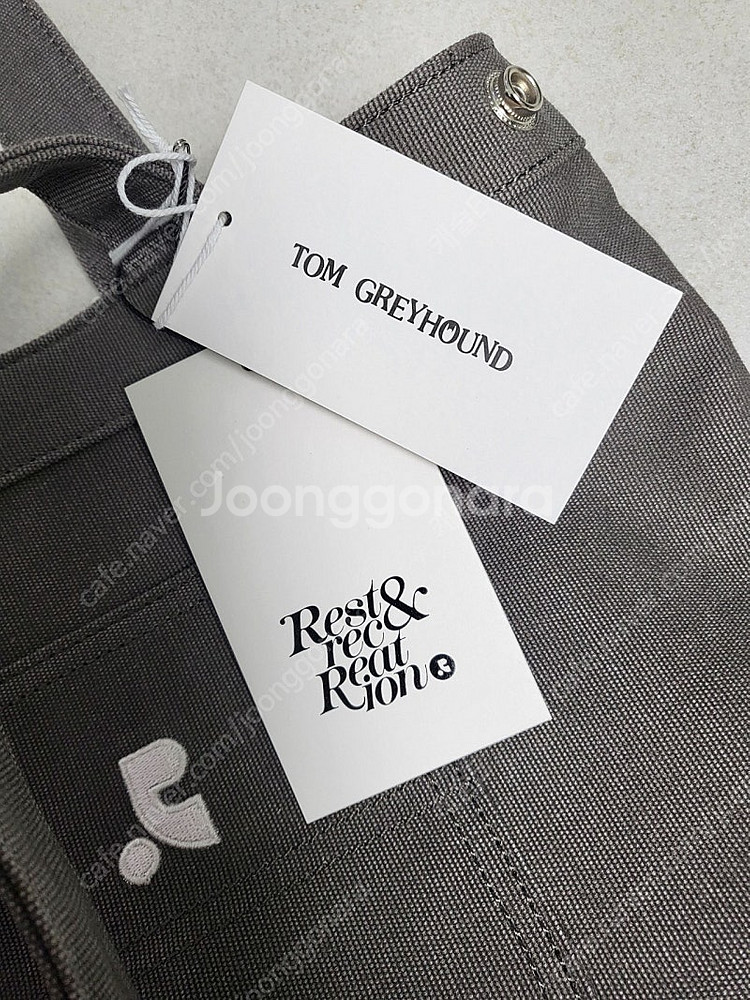 TOM GREYHOUND
Joonggonara
Rest&
rec
Reat
Rion
cafe.naver.com/joonggonara